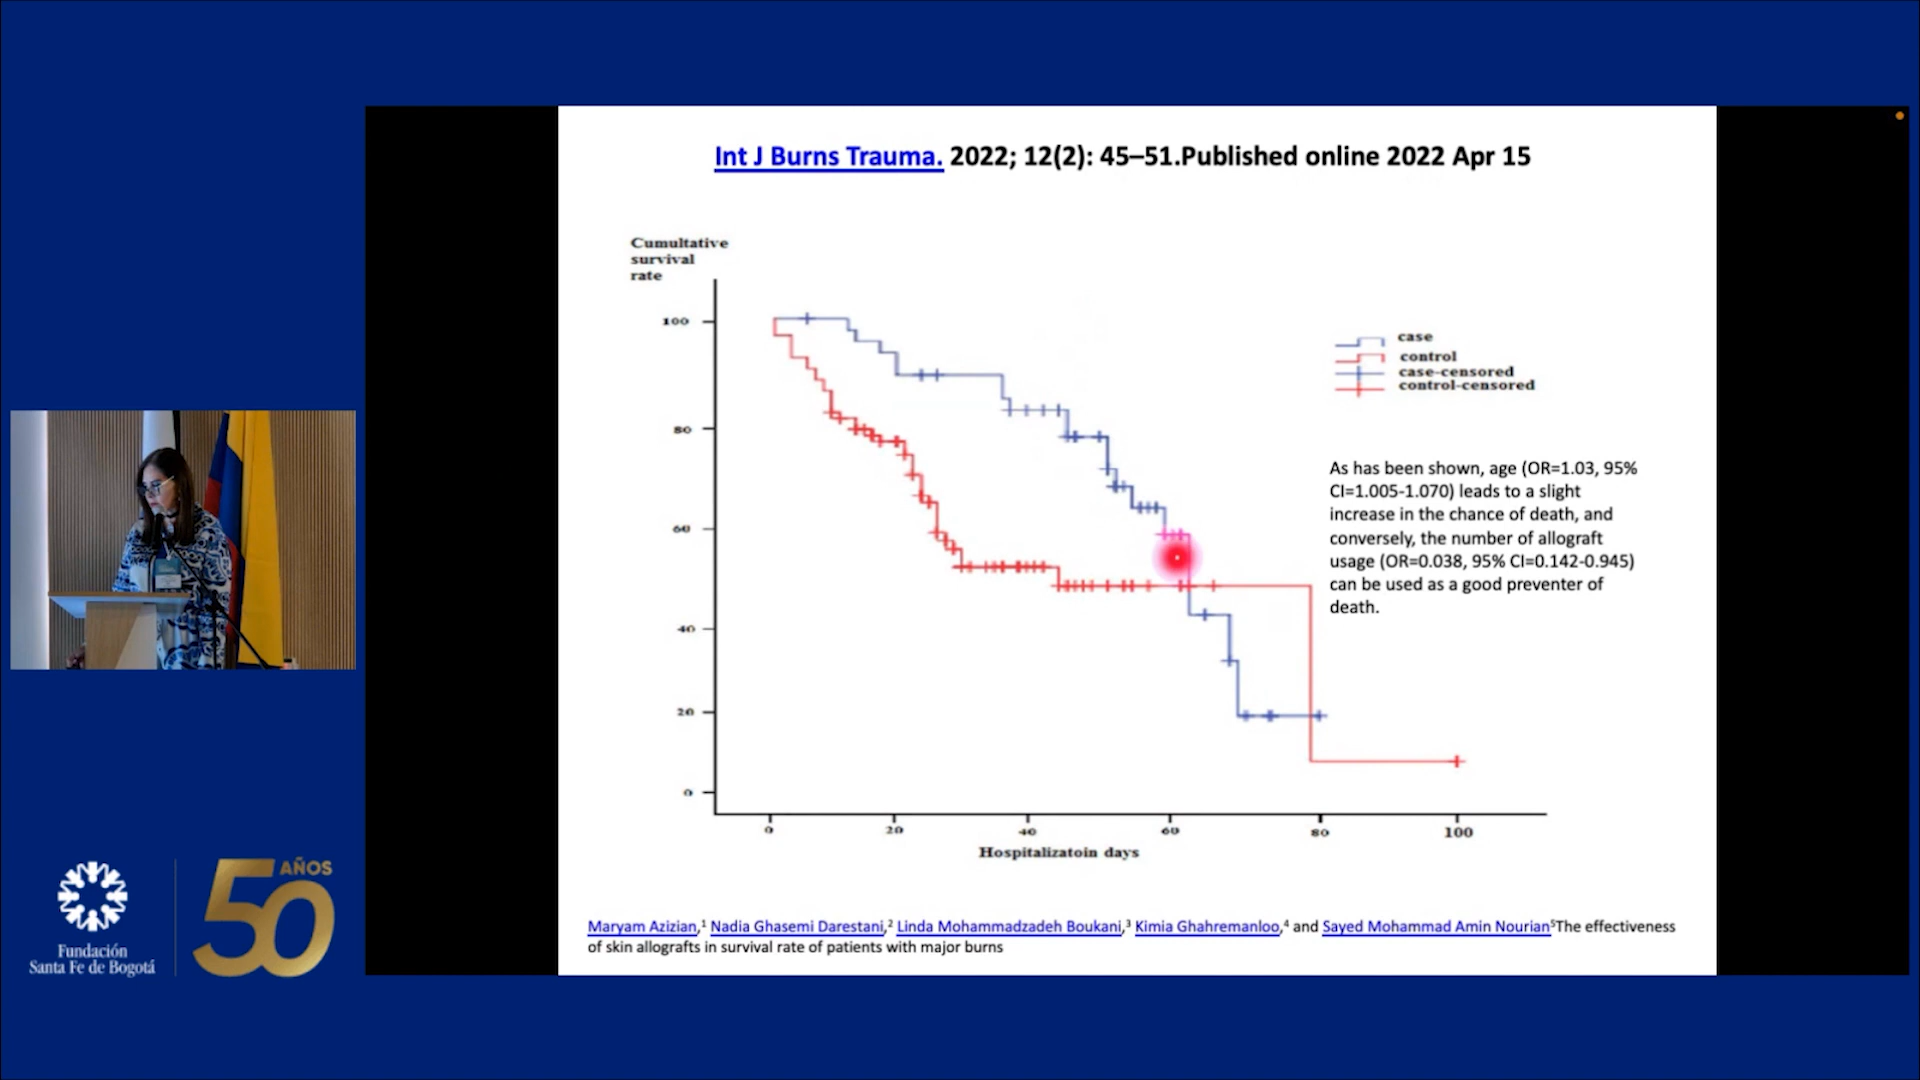 Int J Burns Trauma. 2022; 12(2): 45–51.Published online 2022 Apr 15
Cumultative
survival
rate
100
80
60
40
20
0
0 20 40 60 80 100
Hospitalizatoin days
case
control
case-censored
control-censored
As has been shown, age (OR=1.03, 95%
CI=1.005-1.070) leads to a slight
increase in the chance of death, and
conversely, the number of allograft
usage (OR=0.038, 95% CI=0.142-0.945)
can be used as a good preventer of
death.
Maryam Azizian,1 Nadia Ghasemi Darestani,2 Linda Mohammadzadeh Boukani,3 Kimia Ghahremanloo,4 and Sayed Mohammad Amin Nourian5The effectiveness
of skin allografts in survival rate of patients with major burns
Fundación
Santa Fe de Bogotá
50 AÑOS